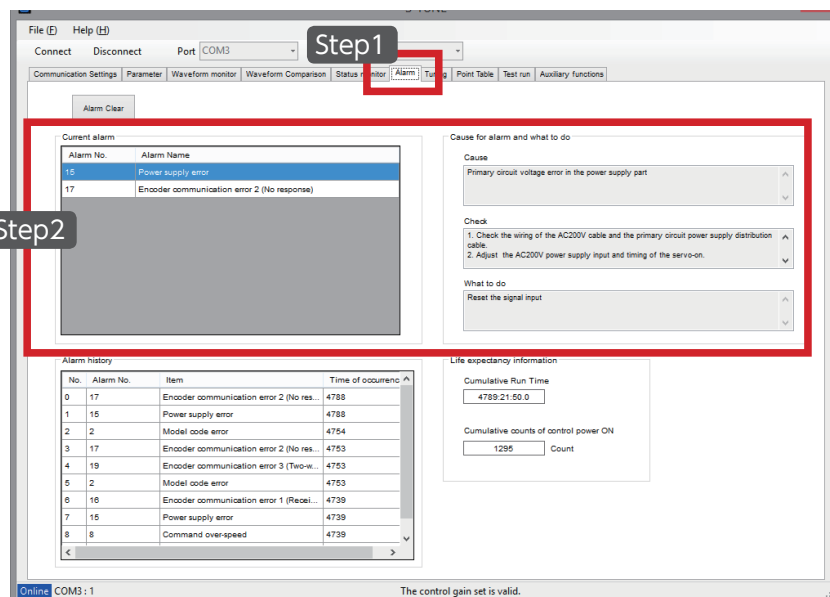 File (F) Help (H)
Connect Disconnect Port COM3 Step1
Communication Settings Parameter Waveform monitor Waveform Comparison Status monitor Alarm Tuning Point Table Test run Auxiliary functions
Alarm Clear
Current alarm
Alarm No. Alarm Name
15 Power supply error
17 Encoder communication error 2 (No response)
Step2
Cause for alarm and what to do
Cause
Primary circuit voltage error in the power supply part
Check
1. Check the wiring of the AC200V cable and the primary circuit power supply distribution
cable.
2. Adjust the AC200V power supply input and timing of the servo-on.
What to do
Reset the signal input
Alarm history
No. Alarm No. Item Time of occurrenc
0 17 Encoder communication error 2 (No res... 4788
1 15 Power supply error 4788
2 2 Model code error 4754
3 17 Encoder communication error 2 (No res... 4753
4 19 Encoder communication error 3 (Two-w... 4753
5 2 Model code error 4753
6 16 Encoder communication error 1 (Recei... 4739
7 15 Power supply error 4739
8 8 Command over-speed 4739
Life expectancy information
Cumulative Run Time
4789:21:50.0
Cumulative counts of control power ON
1295 Count
Online COM3 : 1 The control gain set is valid.